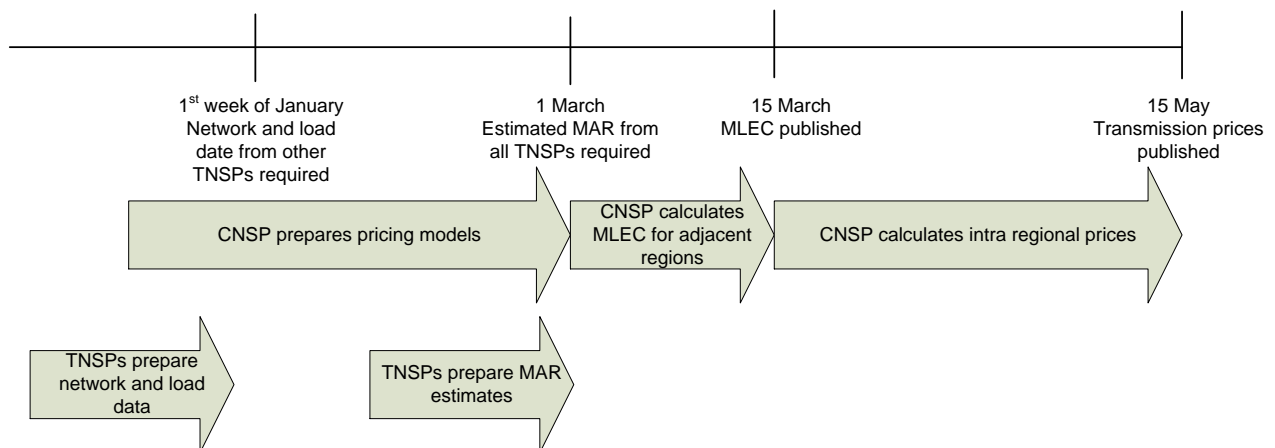 1st week of January
Network and load
date from other
TNSPs required
1 March
Estimated MAR from
all TNSPs required
15 March
MLEC published
15 May
Transmission prices
published
CNSP prepares pricing models
CNSP calculates
MLEC for adjacent
regions
CNSP calculates intra regional prices
TNSPs prepare
network and load
data
TNSPs prepare MAR
estimates